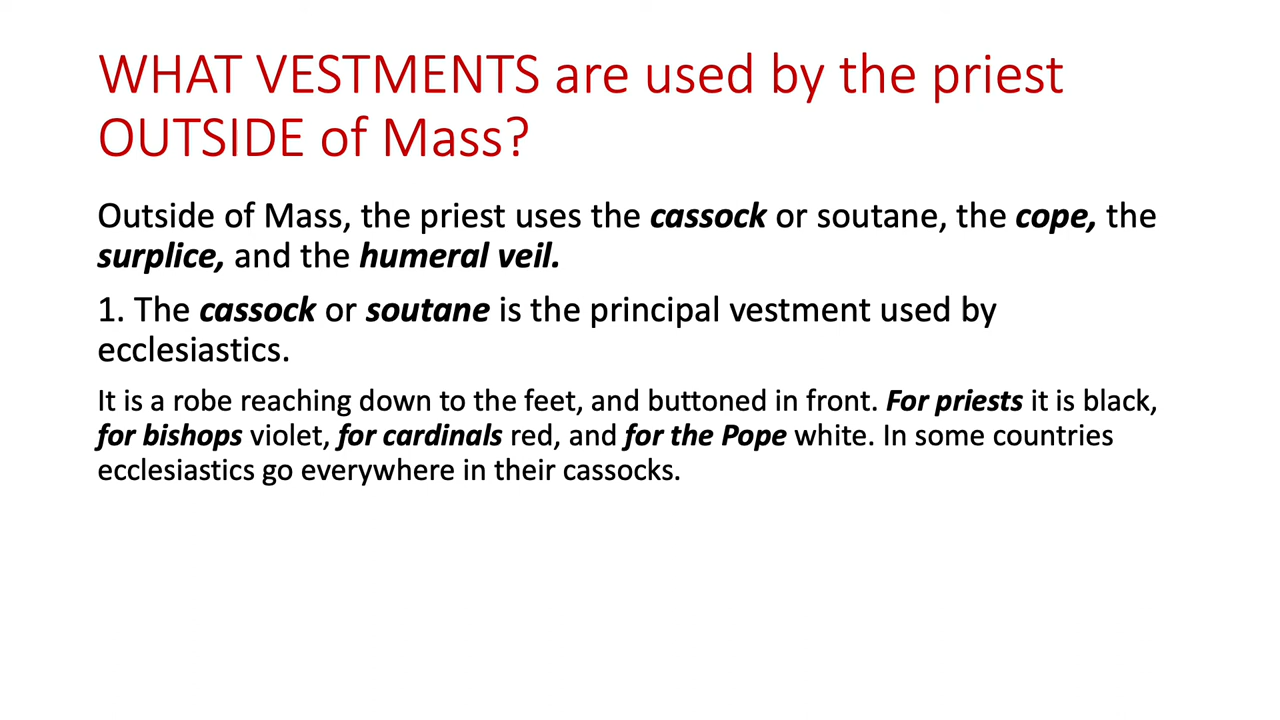 WHAT VESTMENTS are used by the priest
OUTSIDE of Mass?
Outside of Mass, the priest uses the cassock or soutane, the cope, the
surplice, and the humeral veil.
1. The cassock or soutane is the principal vestment used by
ecclesiastics.
It is a robe reaching down to the feet, and buttoned in front. For priests it is black,
for bishops violet, for cardinals red, and for the Pope white. In some countries
ecclesiastics go everywhere in their cassocks.